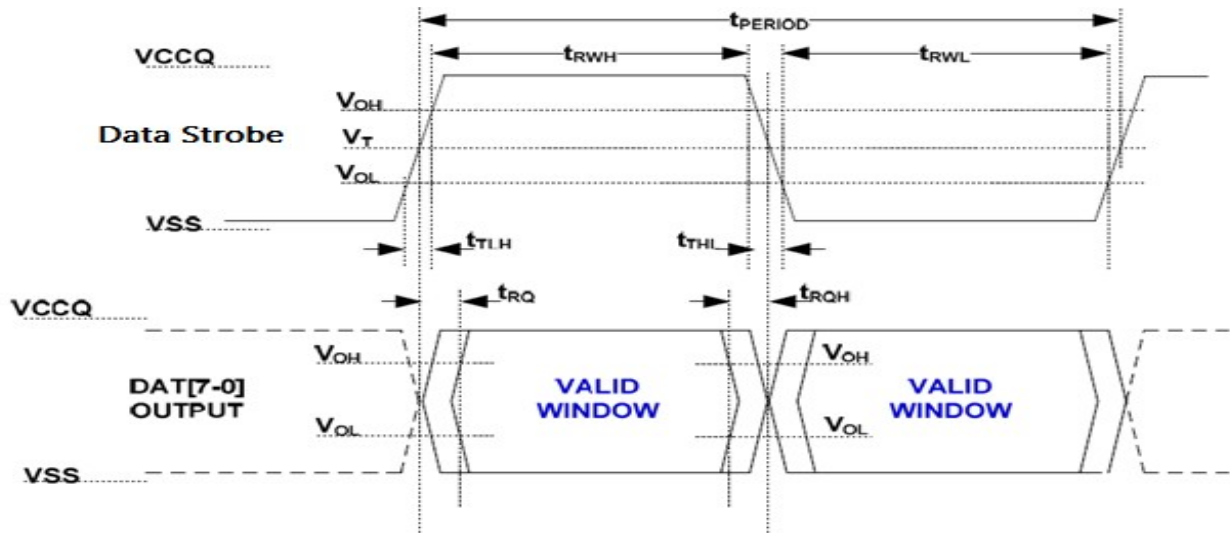 tPERIOD
VCCQ
tRWH
tRWL
VOH
Data Strobe
VT
VOL
VSS
tTLH
tTHL
VCCQ
tRQ
tRQH
VOH
VOH
DAT[7-0]
OUTPUT
VALID
WINDOW
VALID
WINDOW
VOL
VOL
VSS